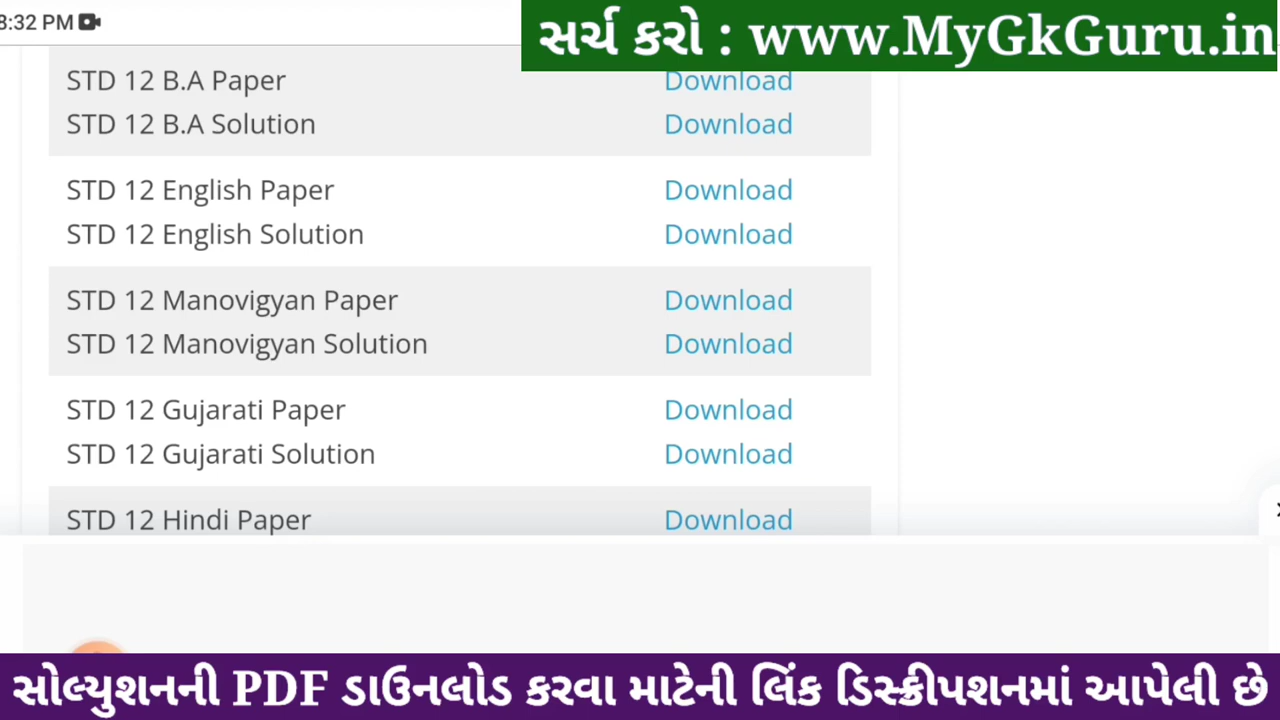 8:32 PM
સર્ચ કરો : www.MyGkGuru.in
STD 12 B.A Paper Download
STD 12 B.A Solution Download
STD 12 English Paper Download
STD 12 English Solution Download
STD 12 Manovigyan Paper Download
STD 12 Manovigyan Solution Download
STD 12 Gujarati Paper Download
STD 12 Gujarati Solution Download
STD 12 Hindi Paper Download
સોલ્યુશનની PDF ડાઉનલોડ કરવા માટેની લિંક ડિસ્ક્રીપશનમાં આપેલી છે